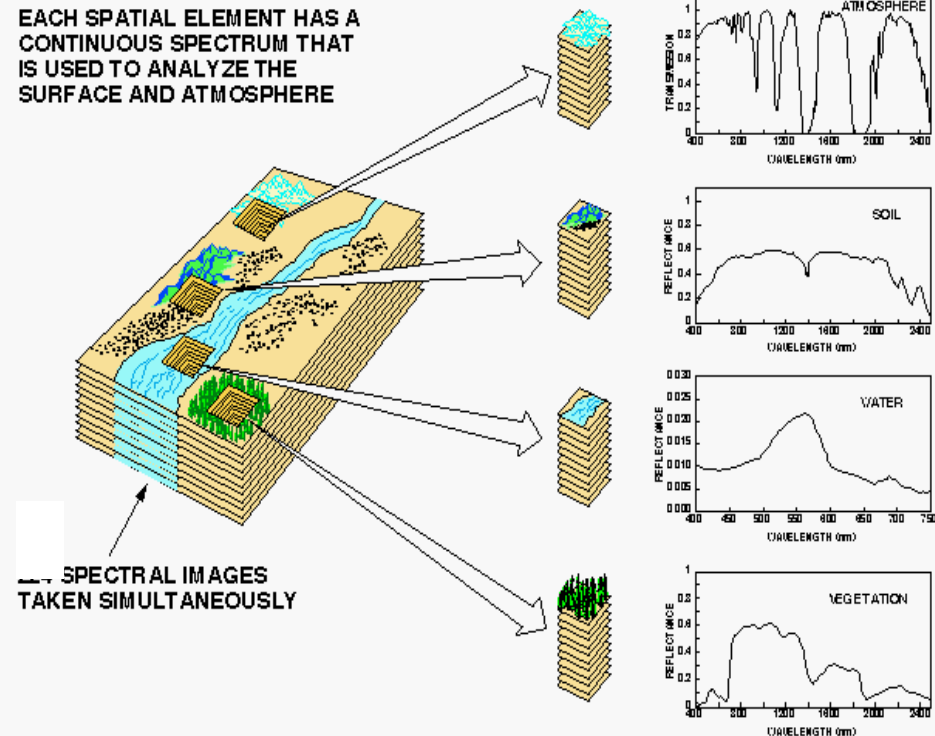 EACH SPATIAL ELEMENT HAS A
CONTINUOUS SPECTRUM THAT
IS USED TO ANALYZE THE
SURFACE AND ATMOSPHERE
SPECTRAL IMAGES
TAKEN SIMULTANEOUSLY
ATMOSPHERE
TRANSMISSION
1
0.8
0.6
0.4
0.2
0
400 800 1200 1600 2000 2400
WAVELENGTH (nm)
SOIL
REFLECTANCE
1
0.8
0.6
0.4
0.2
0
400 800 1200 1600 2000 2400
WAVELENGTH (nm)
WATER
REFLECTANCE
0.030
0.025
0.020
0.015
0.010
0.005
0.000
400 450 500 550 600 650 700 750
WAVELENGTH (nm)
VEGETATION
REFLECTANCE
1
0.8
0.6
0.4
0.2
0
400 800 1200 1600 2000 2400
WAVELENGTH (nm)